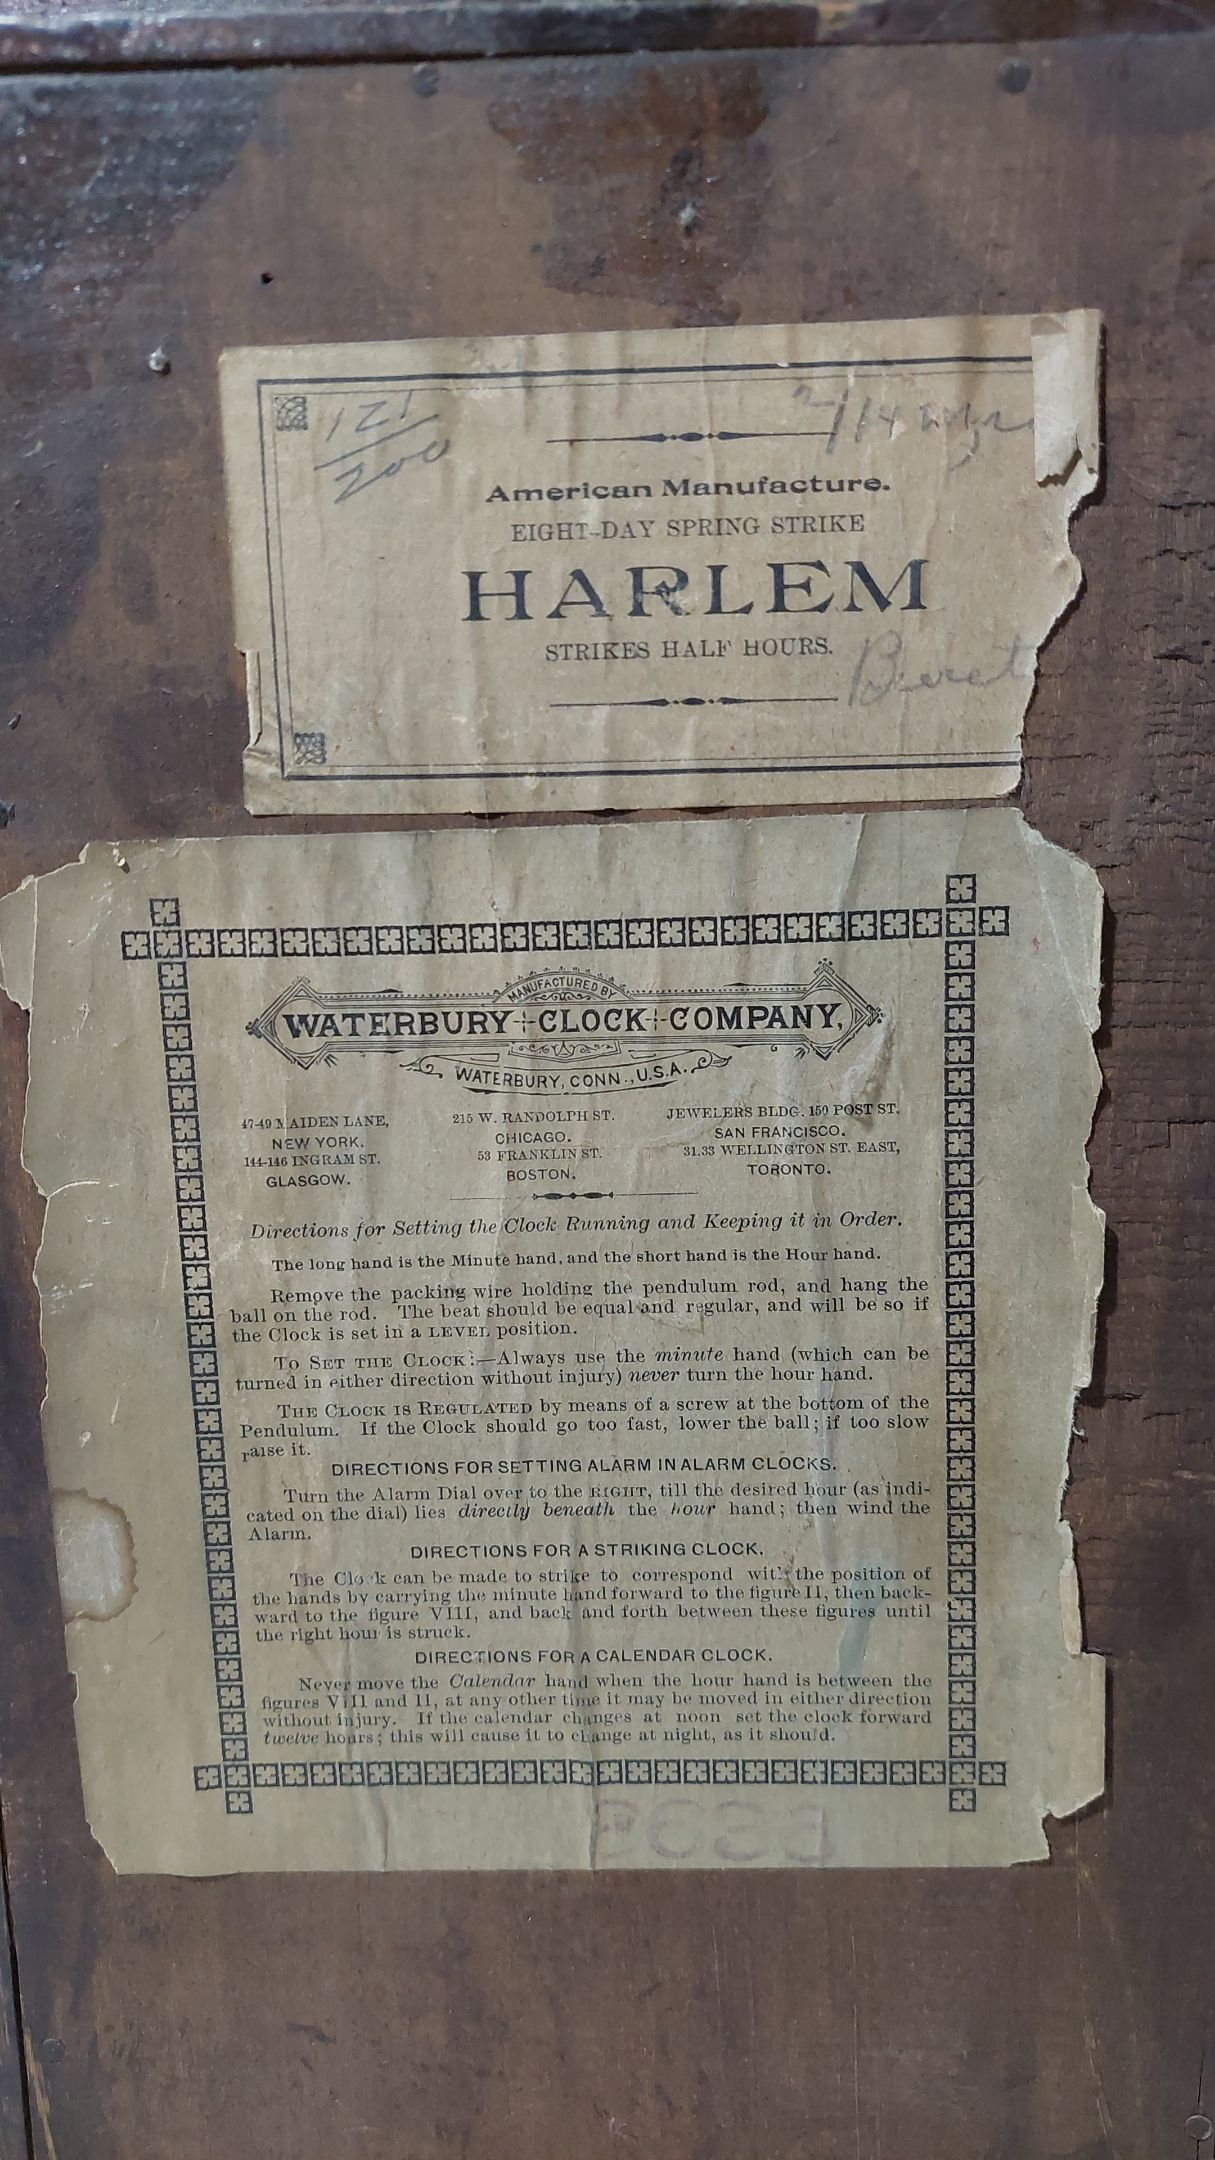 121
200
American Manufacture.
EIGHT-DAY SPRING STRIKE
HARLEM
STRIKES HALF HOURS.
MANUFACTURED BY
WATERBURY CLOCK COMPANY,
WATERBURY, CONN., U.S.A.
47-49 MAIDEN LANE,
NEW YORK.
144-146 INGRAM ST.
GLASGOW.
215 W. RANDOLPH ST.
CHICAGO.
53 FRANKLIN ST.
BOSTON.
JEWELERS BLDG. 150 POST ST.
SAN FRANCISCO.
31.33 WELLINGTON ST. EAST,
TORONTO.
Directions for Setting the Clock Running and Keeping it in Order.
The long hand is the Minute hand, and the short hand is the Hour hand.
Remove the packing wire holding the pendulum rod, and hang the
ball on the rod. The beat should be equal and regular, and will be so if
the Clock is set in a LEVEL position.
TO SET THE CLOCK:—Always use the minute hand (which can be
turned in either direction without injury) never turn the hour hand.
THE CLOCK IS REGULATED by means of a screw at the bottom of the
Pendulum. If the Clock should go too fast, lower the ball; if too slow
raise it.
DIRECTIONS FOR SETTING ALARM IN ALARM CLOCKS.
Turn the Alarm Dial over to the RIGHT, till the desired hour (as indi-
cated on the dial) lies directly beneath the hour hand; then wind the
Alarm.
DIRECTIONS FOR A STRIKING CLOCK.
The Clock can be made to strike to correspond with the position of
the hands by carrying the minute hand forward to the figure II, then back-
ward to the figure VIII, and back and forth between these figures until
the right hour is struck.
DIRECTIONS FOR A CALENDAR CLOCK.
Never move the Calendar hand when the hour hand is between the
figures VIII and II, at any other time it may be moved in either direction
without injury. If the calendar changes at noon set the clock forward
twelve hours; this will cause it to change at night, as it should.